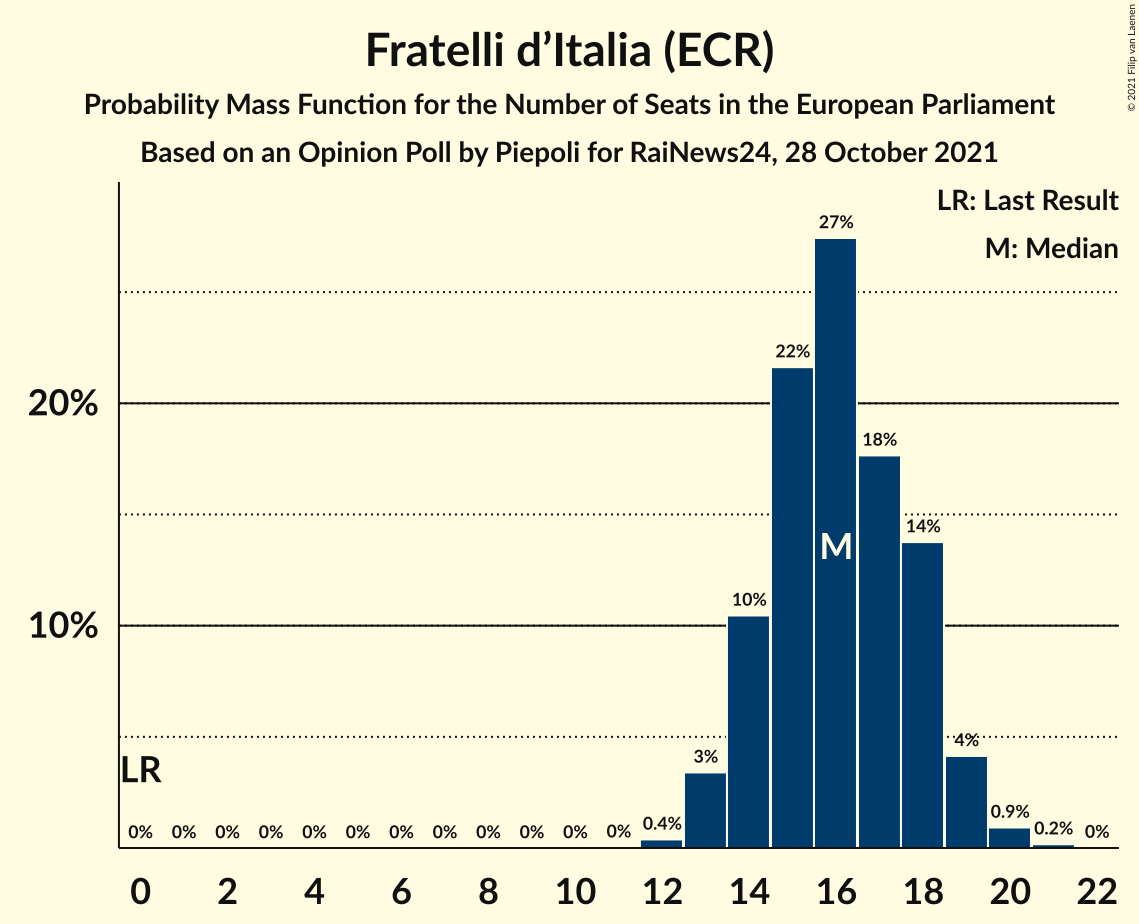 Fratelli d’Italia (ECR)
Probability Mass Function for the Number of Seats in the European Parliament
Based on an Opinion Poll by Piepoli for RaiNews24, 28 October 2021
© 2021 Filip van Laenen
LR: Last Result
M: Median
27%
22%
20%
18%
14%
M
10%
10%
4%
3%
LR
0% 0% 0% 0% 0% 0% 0% 0% 0% 0% 0% 0% 0.4% 0.9% 0.2% 0%
0 2 4 6 8 10 12 14 16 18 20 22